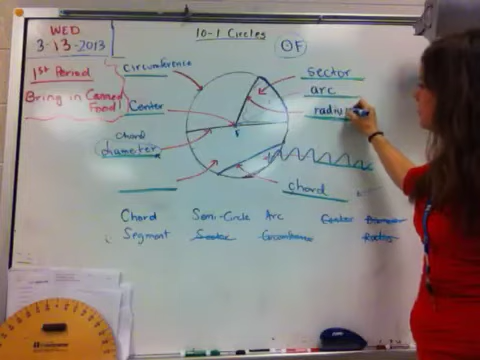 WED
3-13-2013
1st Period
Bring in Canned
Food
10-1 Circles
OF
Circumference
Center
Chord
diameter
sector
arc
radiu
chord
Chord Semi-Circle Arc Center Diameter
Segment Sector Circumference Radius